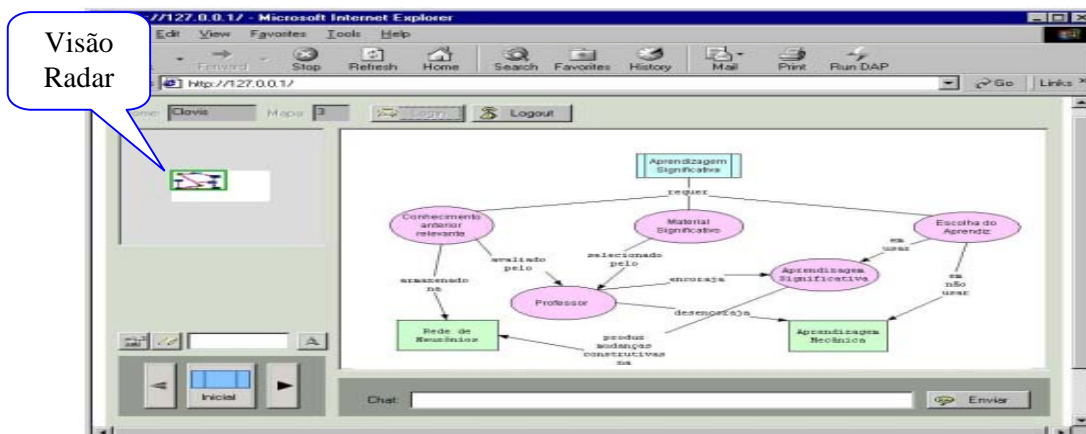 Visão
Radar
//127.0.0.1/ - Microsoft Internet Explorer
Edit View Favorites Tools Help
Forward Stop Refresh Home Search Favorites History Mail Print Run DAP
http://127.0.0.1/
Go Links »
Clovis Mapa: 3 Login Logout
Aprendizagem
Significativa
requer
Conhecimento
anterior
relevante
Material
Significativo
Escolha do
Aprendiz
avaliado
pelo
selecionado
pelo
em
usar
armazenado
na
encoraja
Aprendizagem
Significativa
em
não
usar
Professor
desencoraja
Rede de
Neurônios
produz
mudanças
construtivas
na
Aprendizagem
Mecânica
A
Inicial
Chat: Enviar